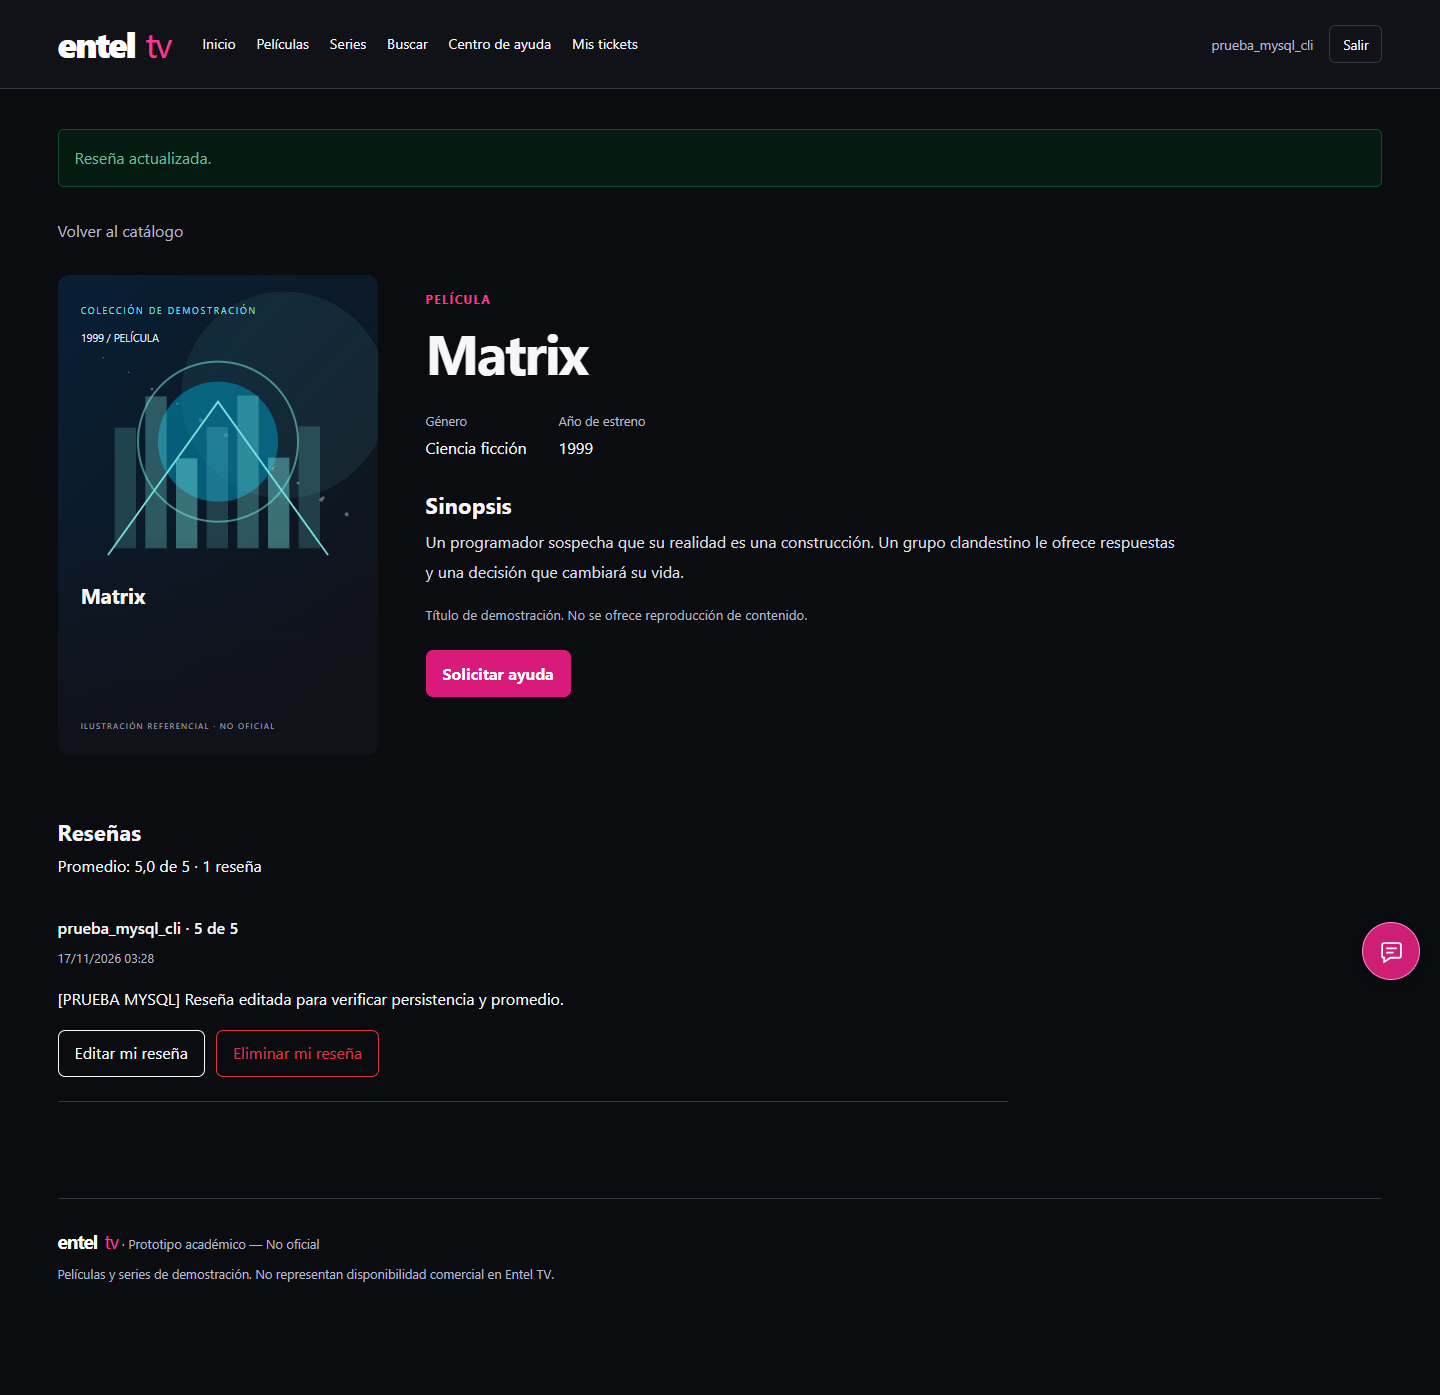 entel tv Inicio Películas Series Buscar Centro de ayuda Mis tickets prueba_mysql_cli Salir
Reseña actualizada.
Volver al catálogo
COLECCIÓN DE DEMOSTRACIÓN
1999 / PELÍCULA
Matrix
ILUSTRACIÓN REFERENCIAL · NO OFICIAL
PELÍCULA
Matrix
Género Año de estreno
Ciencia ficción 1999
Sinopsis
Un programador sospecha que su realidad es una construcción. Un grupo clandestino le ofrece respuestas
y una decisión que cambiará su vida.
Título de demostración. No se ofrece reproducción de contenido.
Solicitar ayuda
Reseñas
Promedio: 5,0 de 5 · 1 reseña
prueba_mysql_cli · 5 de 5
17/11/2026 03:28
[PRUEBA MYSQL] Reseña editada para verificar persistencia y promedio.
Editar mi reseña Eliminar mi reseña
entel tv · Prototipo académico — No oficial
Películas y series de demostración. No representan disponibilidad comercial en Entel TV.